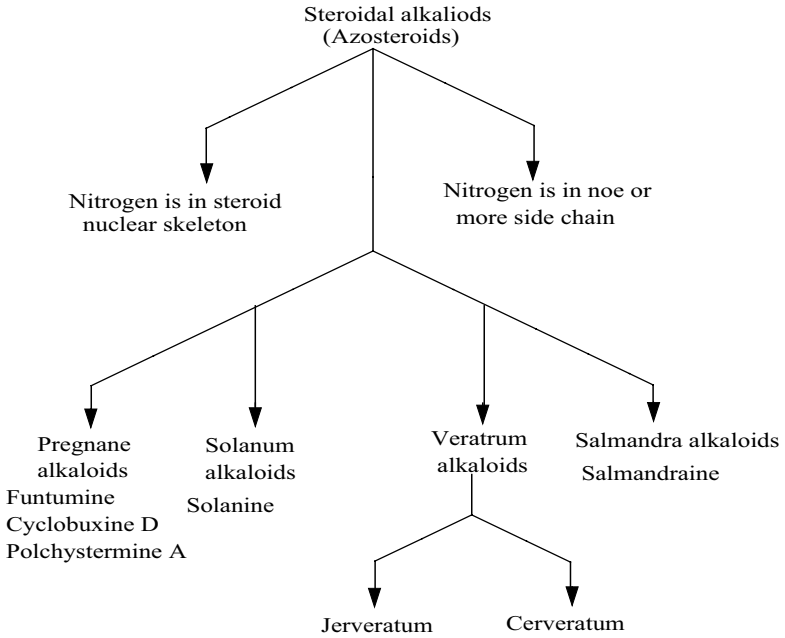 Steroidal alkaliods
(Azosteroids)
Nitrogen is in steroid
nuclear skeleton
Nitrogen is in noe or
more side chain
Pregnane
alkaloids
Funtumine
Cyclobuxine D
Polchystermine A
Solanum
alkaloids
Solanine
Veratrum
alkaloids
Salmandra alkaloids
Salmandraine
Jerveratum
Cerveratum